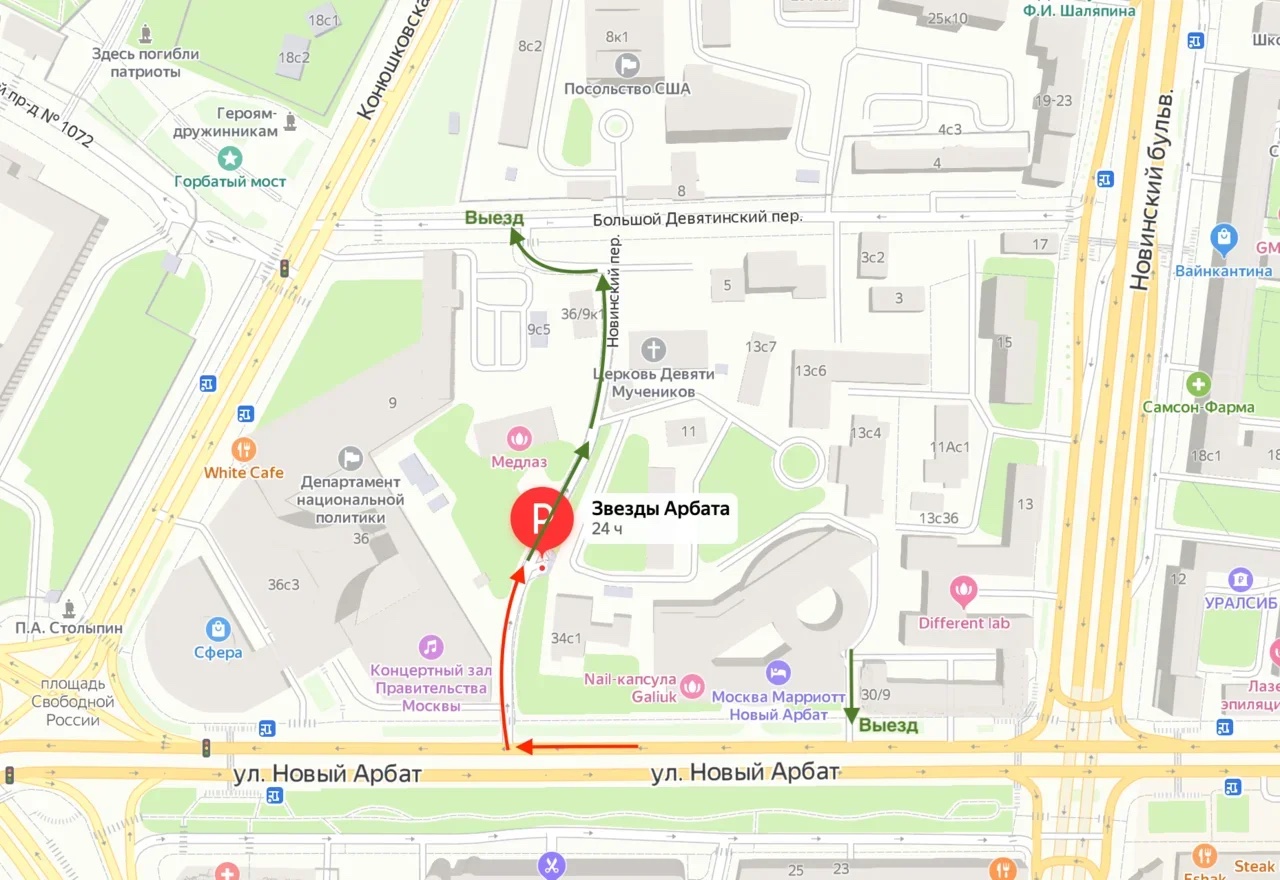 18с1
18с2
Здесь погибли
патриоты
Конюшковска
й пр-д № 1072
Героям-
дружинникам
Горбатый мост
8с2
8к1
Посольство США
25к10
Ф.И. Шаляпина
Шко
19-23
4с3
4
8
Новинский бульв.
Выезд
Большой Девятинский пер.
Новинский пер.
17
3с2
5
3
Вайнкантина
GM
36/9к1
9с5
Церковь Девяти
Мучеников
13с7
13с6
15
9
Самсон-Фарма
White Cafe
Медлаз
11
13с4
11Ас1
18с1
18
Департамент
национальной
политики
36
P
Звезды Арбата
24 ч
13
13с36
36с3
12
УРАЛСИБ
Different lab
П.А. Столыпин
Сфера
34с1
Концертный зал
Правительства
Москвы
Nail-капсула
Galiuk
Москва Марриотт
Новый Арбат
30/9
Выезд
площадь
Свободной
России
Лазе
эпиляци
ул. Новый Арбат
ул. Новый Арбат
25
23
Eshak
Steak